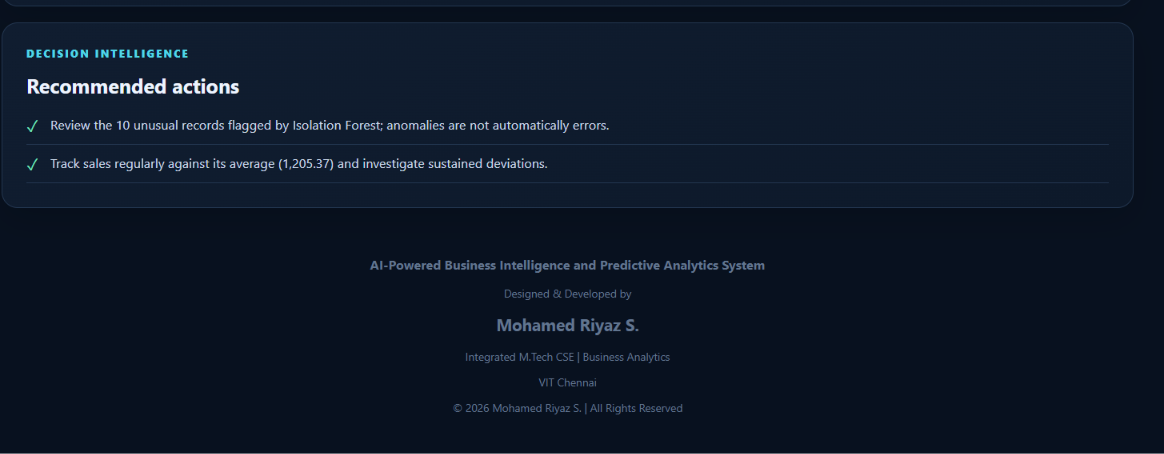 DECISION INTELLIGENCE
Recommended actions
✓ Review the 10 unusual records flagged by Isolation Forest; anomalies are not automatically errors.
✓ Track sales regularly against its average (1,205.37) and investigate sustained deviations.
AI-Powered Business Intelligence and Predictive Analytics System
Designed & Developed by
Mohamed Riyaz S.
Integrated M.Tech CSE | Business Analytics
VIT Chennai
© 2026 Mohamed Riyaz S. | All Rights Reserved